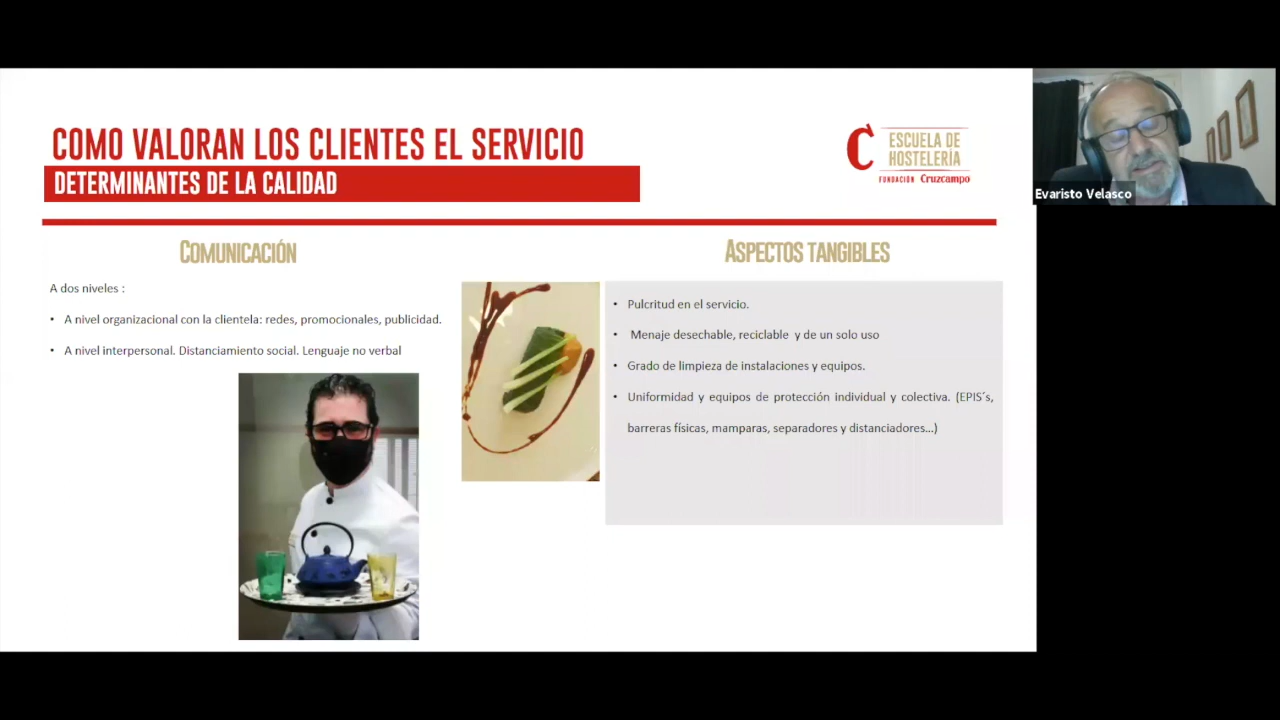 COMO VALORAN LOS CLIENTES EL SERVICIO
DETERMINANTES DE LA CALIDAD
C
ESCUELA DE
HOSTELERÍA
FUNDACIÓN Cruzcampo
Evaristo Velasco
COMUNICACIÓN
A dos niveles :
• A nivel organizacional con la clientela: redes, promocionales, publicidad.
• A nivel interpersonal. Distanciamiento social. Lenguaje no verbal
ASPECTOS TANGIBLES
• Pulcritud en el servicio.
• Menaje desechable, reciclable y de un solo uso
• Grado de limpieza de instalaciones y equipos.
• Uniformidad y equipos de protección individual y colectiva. (EPIS´s,
barreras físicas, mamparas, separadores y distanciadores…)